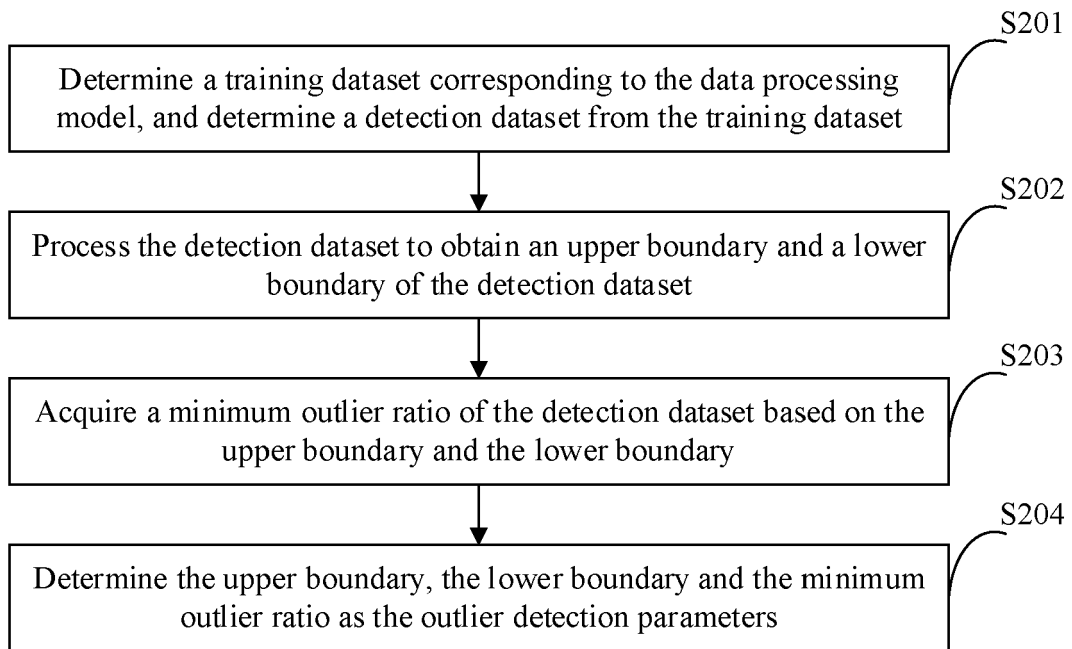 S201
Determine a training dataset corresponding to the data processing
model, and determine a detection dataset from the training dataset
S202
Process the detection dataset to obtain an upper boundary and a lower
boundary of the detection dataset
S203
Acquire a minimum outlier ratio of the detection dataset based on the
upper boundary and the lower boundary
S204
Determine the upper boundary, the lower boundary and the minimum
outlier ratio as the outlier detection parameters